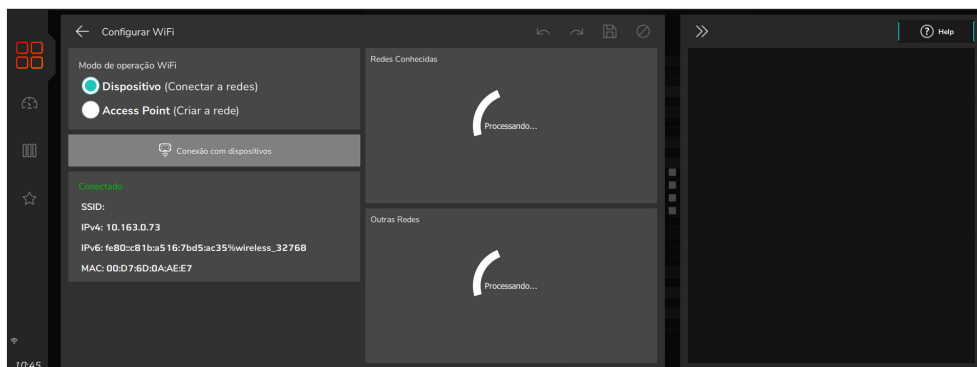 Configurar WiFi
Help
Modo de operação WiFi
Dispositivo (Conectar a redes)
Access Point (Criar a rede)
Conexão com dispositivos
Conectado
SSID:
IPv4: 10.163.0.73
IPv6: fe80::c81b:a516:7bd5:ac35%wireless_32768
MAC: 00:D7:6D:0A:AE:E7
Redes Conhecidas
Processando...
Outras Redes
Processando...
10:45